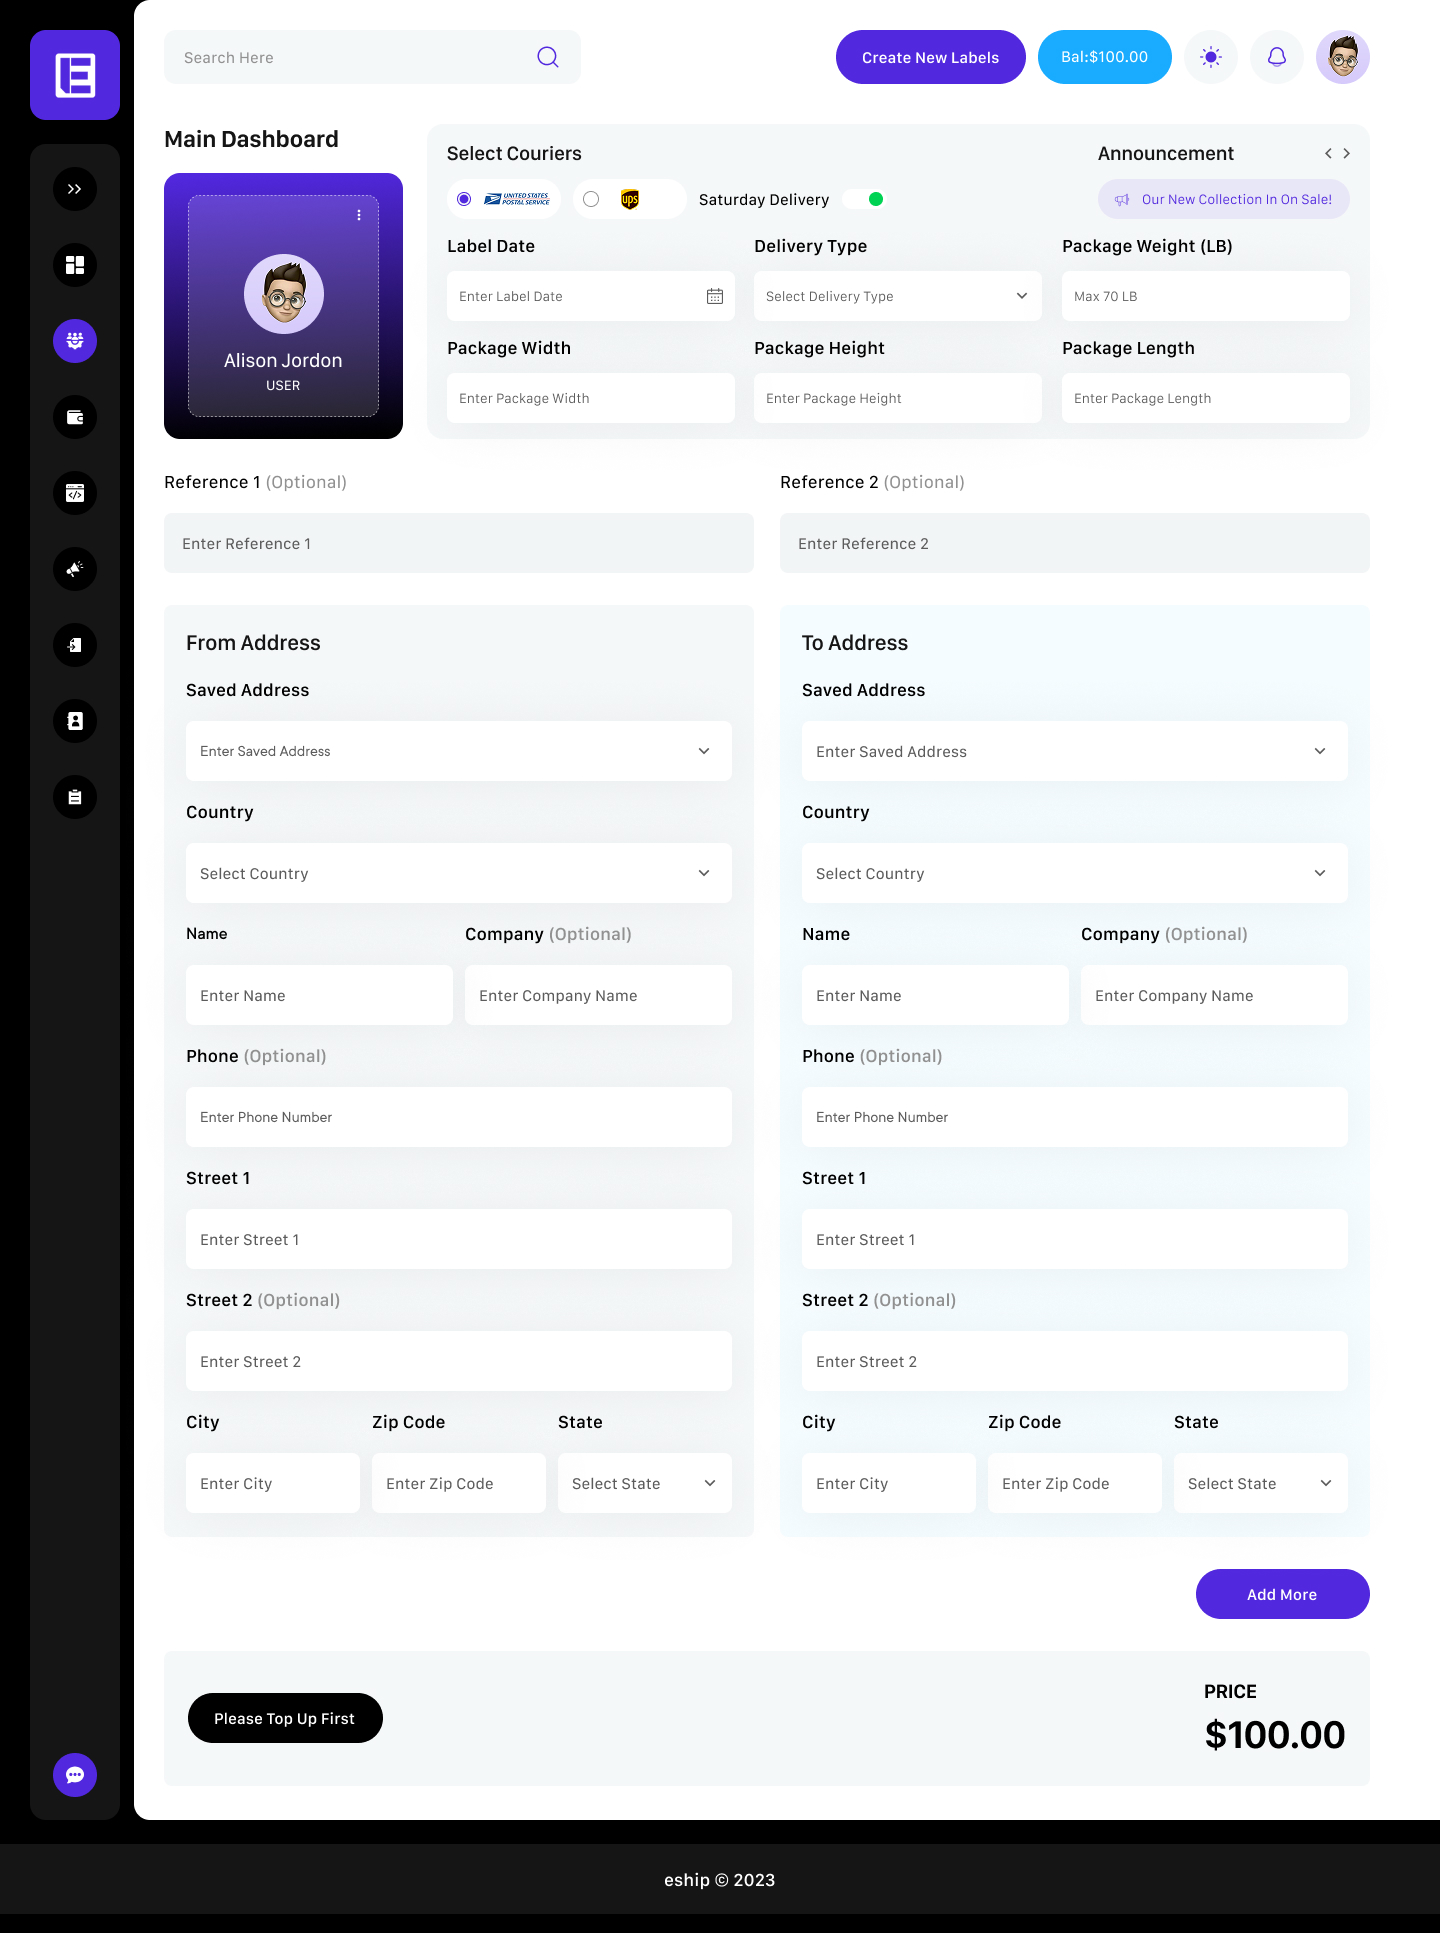 Search Here
Create New Labels
Bal:$100.00
Main Dashboard
Alison Jordon
USER
Select Couriers
Announcement
UNITED STATES
POSTAL SERVICE
ups
Saturday Delivery
Our New Collection In On Sale!
Label Date
Delivery Type
Package Weight (LB)
Enter Label Date
Select Delivery Type
Max 70 LB
Package Width
Package Height
Package Length
Enter Package Width
Enter Package Height
Enter Package Length
Reference 1 (Optional)
Reference 2 (Optional)
Enter Reference 1
Enter Reference 2
From Address
Saved Address
Enter Saved Address
Country
Select Country
Name
Company (Optional)
Enter Name
Enter Company Name
Phone (Optional)
Enter Phone Number
Street 1
Enter Street 1
Street 2 (Optional)
Enter Street 2
City
Zip Code
State
Enter City
Enter Zip Code
Select State
To Address
Saved Address
Enter Saved Address
Country
Select Country
Name
Company (Optional)
Enter Name
Enter Company Name
Phone (Optional)
Enter Phone Number
Street 1
Enter Street 1
Street 2 (Optional)
Enter Street 2
City
Zip Code
State
Enter City
Enter Zip Code
Select State
Add More
Please Top Up First
PRICE
$100.00
eship © 2023